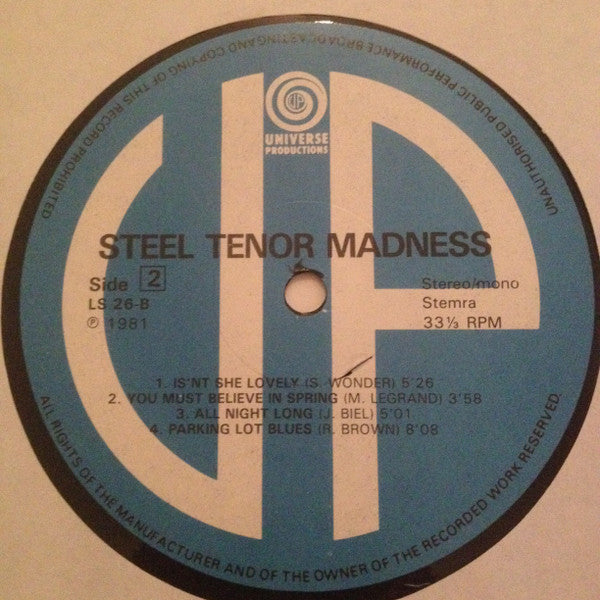 UNAUTHORISED PUBLIC PERFORMANCE BROADCASTING AND COPYING OF THIS RECORD PROHIBITED
UP
UNIVERSE
PRODUCTIONS
STEEL TENOR MADNESS
Side 2
LS 26-B
℗ 1981
Stereo/mono
Stemra
33⅓ RPM
1. IS'NT SHE LOVELY (S. WONDER) 5'26
2. YOU MUST BELIEVE IN SPRING (M. LEGRAND) 3'58
3. ALL NIGHT LONG (J. BIEL) 5'01
4. PARKING LOT BLUES (R. BROWN) 8'08
ALL RIGHTS OF THE MANUFACTURER AND OF THE OWNER OF THE RECORDED WORK RESERVED